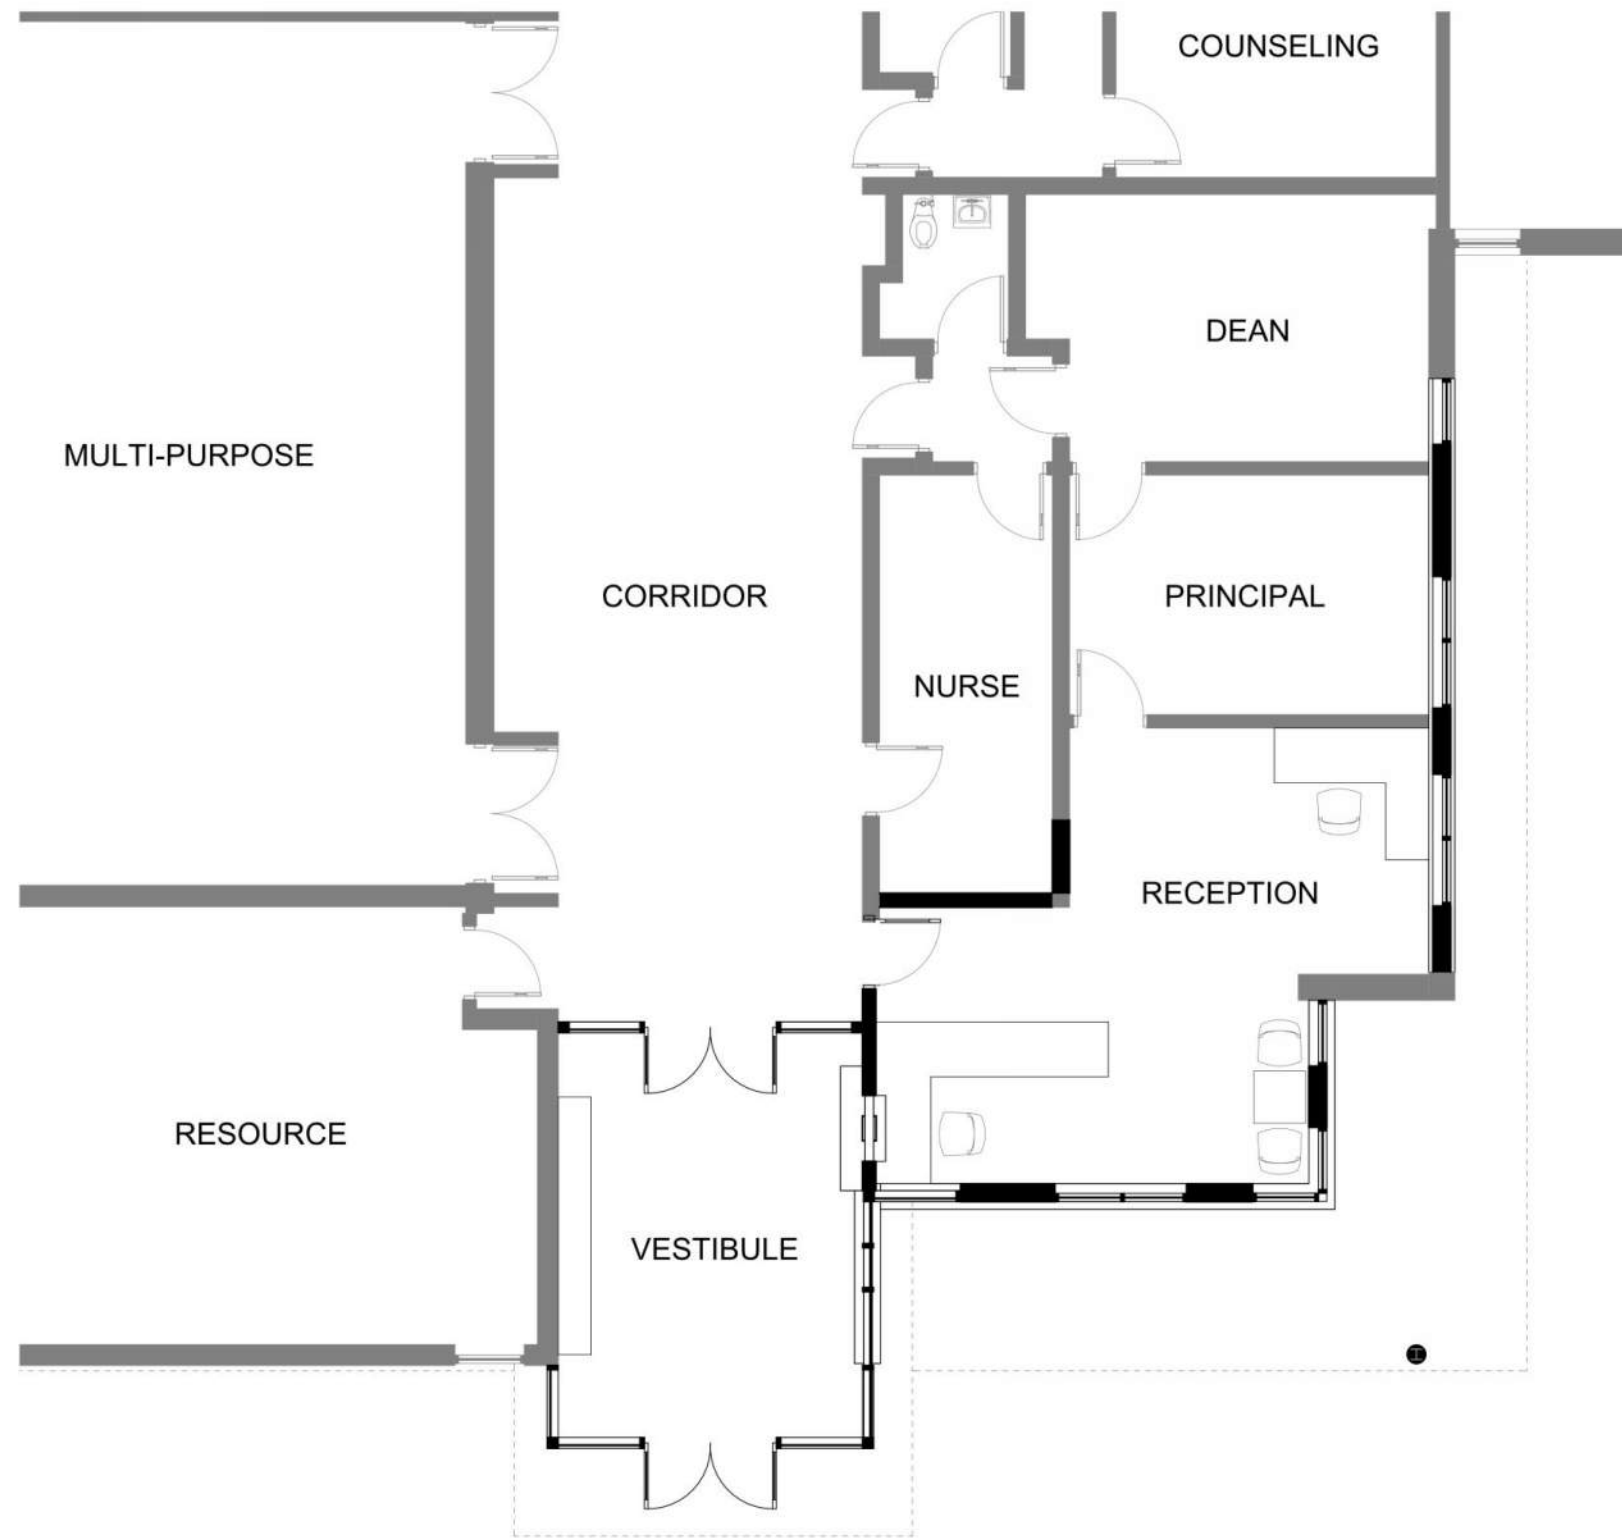 COUNSELING
DEAN
MULTI-PURPOSE
CORRIDOR
PRINCIPAL
NURSE
RECEPTION
RESOURCE
VESTIBULE